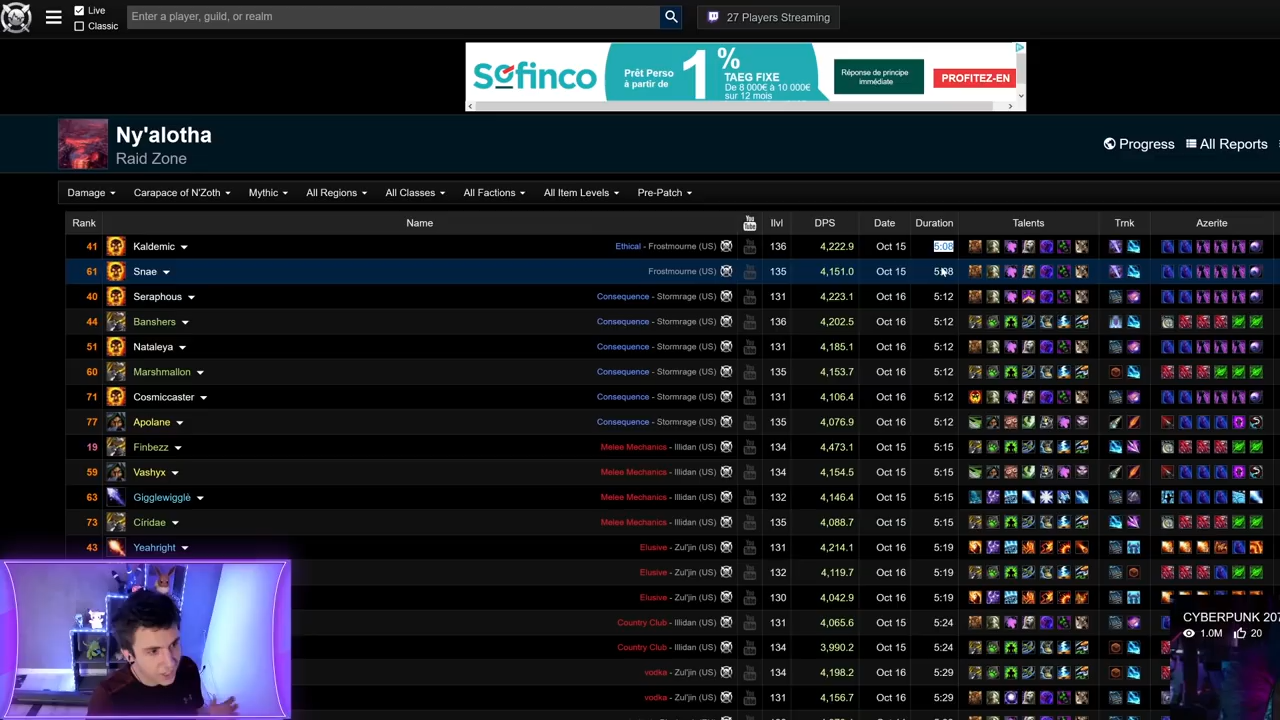 Live
Classic
Enter a player, guild, or realm
27 Players Streaming
Sofinco
Prêt Perso
à partir de
1 %
TAEG FIXE
De 8 000€ à 10 000€
sur 12 mois
Réponse de principe
immédiate
PROFITEZ-EN
Ny'alotha
Raid Zone
Progress All Reports
Damage Carapace of N'Zoth Mythic All Regions All Classes All Factions All Item Levels Pre-Patch
Rank Name You Tube Ilvl DPS Date Duration Talents Trnk Azerite
41 Kaldemic Ethical - Frostmourne (US) 136 4,222.9 Oct 15 5:08
61 Snae Frostmourne (US) 135 4,151.0 Oct 15 5:08
40 Seraphous Consequence - Stormrage (US) 131 4,223.1 Oct 16 5:12
44 Banshers Consequence - Stormrage (US) 136 4,202.5 Oct 16 5:12
51 Nataleya Consequence - Stormrage (US) 131 4,185.1 Oct 16 5:12
60 Marshmallon Consequence - Stormrage (US) 135 4,153.7 Oct 16 5:12
71 Cosmiccaster Consequence - Stormrage (US) 131 4,106.4 Oct 16 5:12
77 Apolane Consequence - Stormrage (US) 135 4,076.9 Oct 16 5:12
19 Finbezz Melee Mechanics - Illidan (US) 134 4,473.1 Oct 15 5:15
59 Vashyx Melee Mechanics - Illidan (US) 134 4,154.5 Oct 15 5:15
63 Gigglewigglè Melee Mechanics - Illidan (US) 132 4,146.4 Oct 15 5:15
73 Ciridae Melee Mechanics - Illidan (US) 135 4,088.7 Oct 15 5:15
43 Yeahright Elusive - Zul'jin (US) 131 4,214.1 Oct 16 5:19
Elusive - Zul'jin (US) 132 4,119.7 Oct 16 5:19
Elusive - Zul'jin (US) 130 4,042.9 Oct 16 5:19
Country Club - Illidan (US) 131 4,065.6 Oct 15 5:24
Country Club - Illidan (US) 134 3,990.2 Oct 15 5:24
vodka - Zul'jin (US) 134 4,198.2 Oct 15 5:29
vodka - Zul'jin (US) 131 4,156.7 Oct 15 5:29
CYBERPUNK 207
1.0M 20